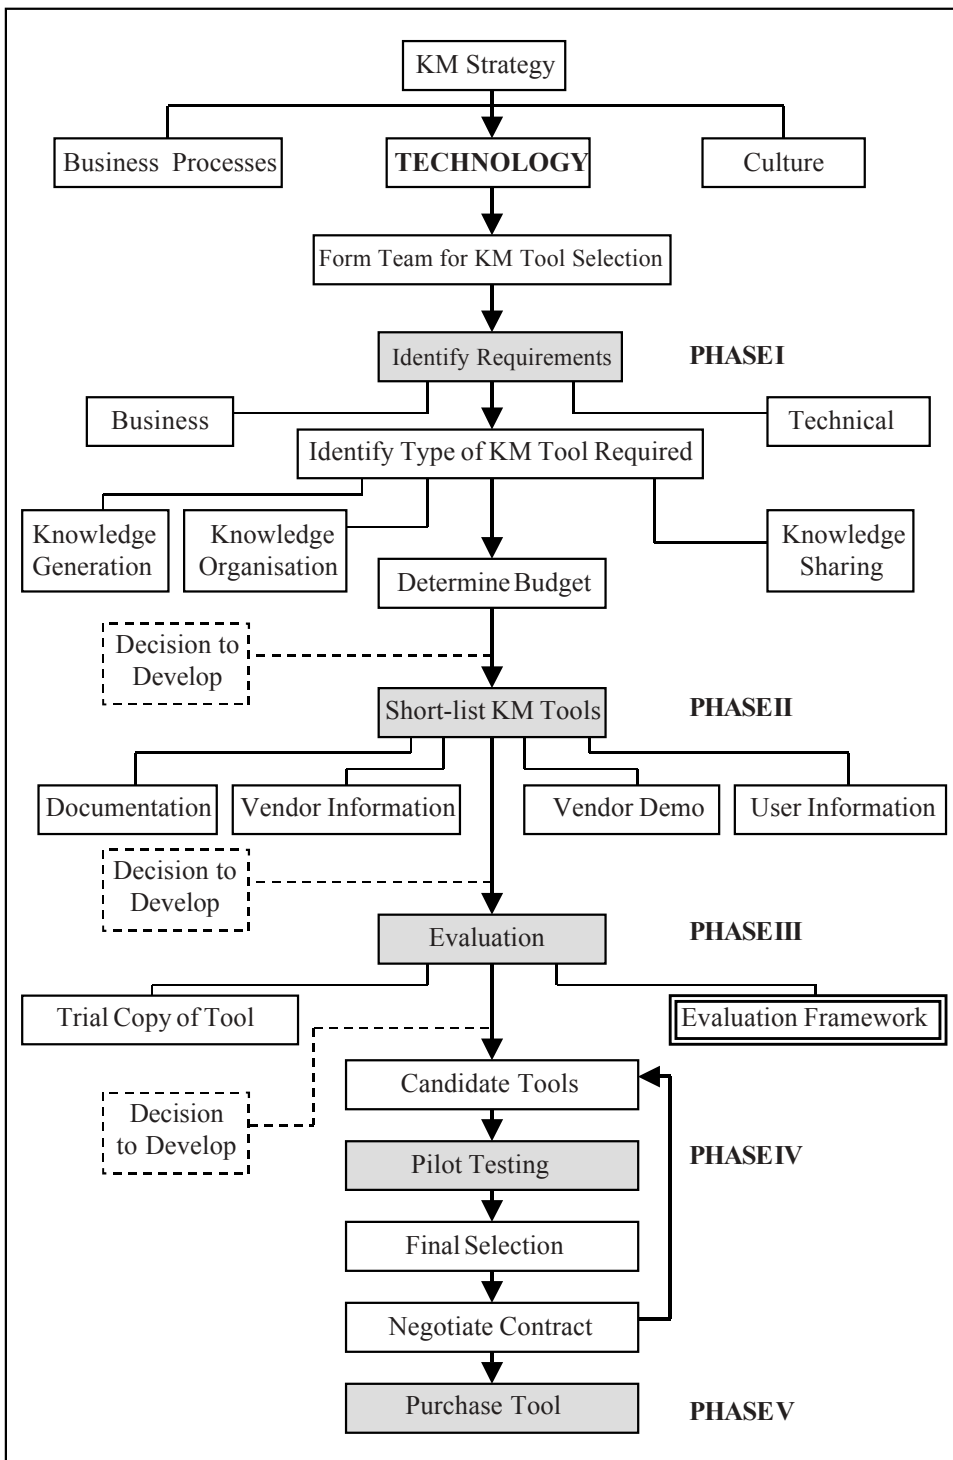 KM Strategy
Business Processes
TECHNOLOGY
Culture
Form Team for KM Tool Selection
Identify Requirements
PHASE I
Business
Technical
Identify Type of KM Tool Required
Knowledge
Generation
Knowledge
Organisation
Knowledge
Sharing
Determine Budget
Decision to
Develop
Short-list KM Tools
PHASE II
Documentation
Vendor Information
Vendor Demo
User Information
Decision to
Develop
Evaluation
PHASE III
Trial Copy of Tool
Evaluation Framework
Candidate Tools
Decision
to Develop
Pilot Testing
PHASE IV
Final Selection
Negotiate Contract
Purchase Tool
PHASE V